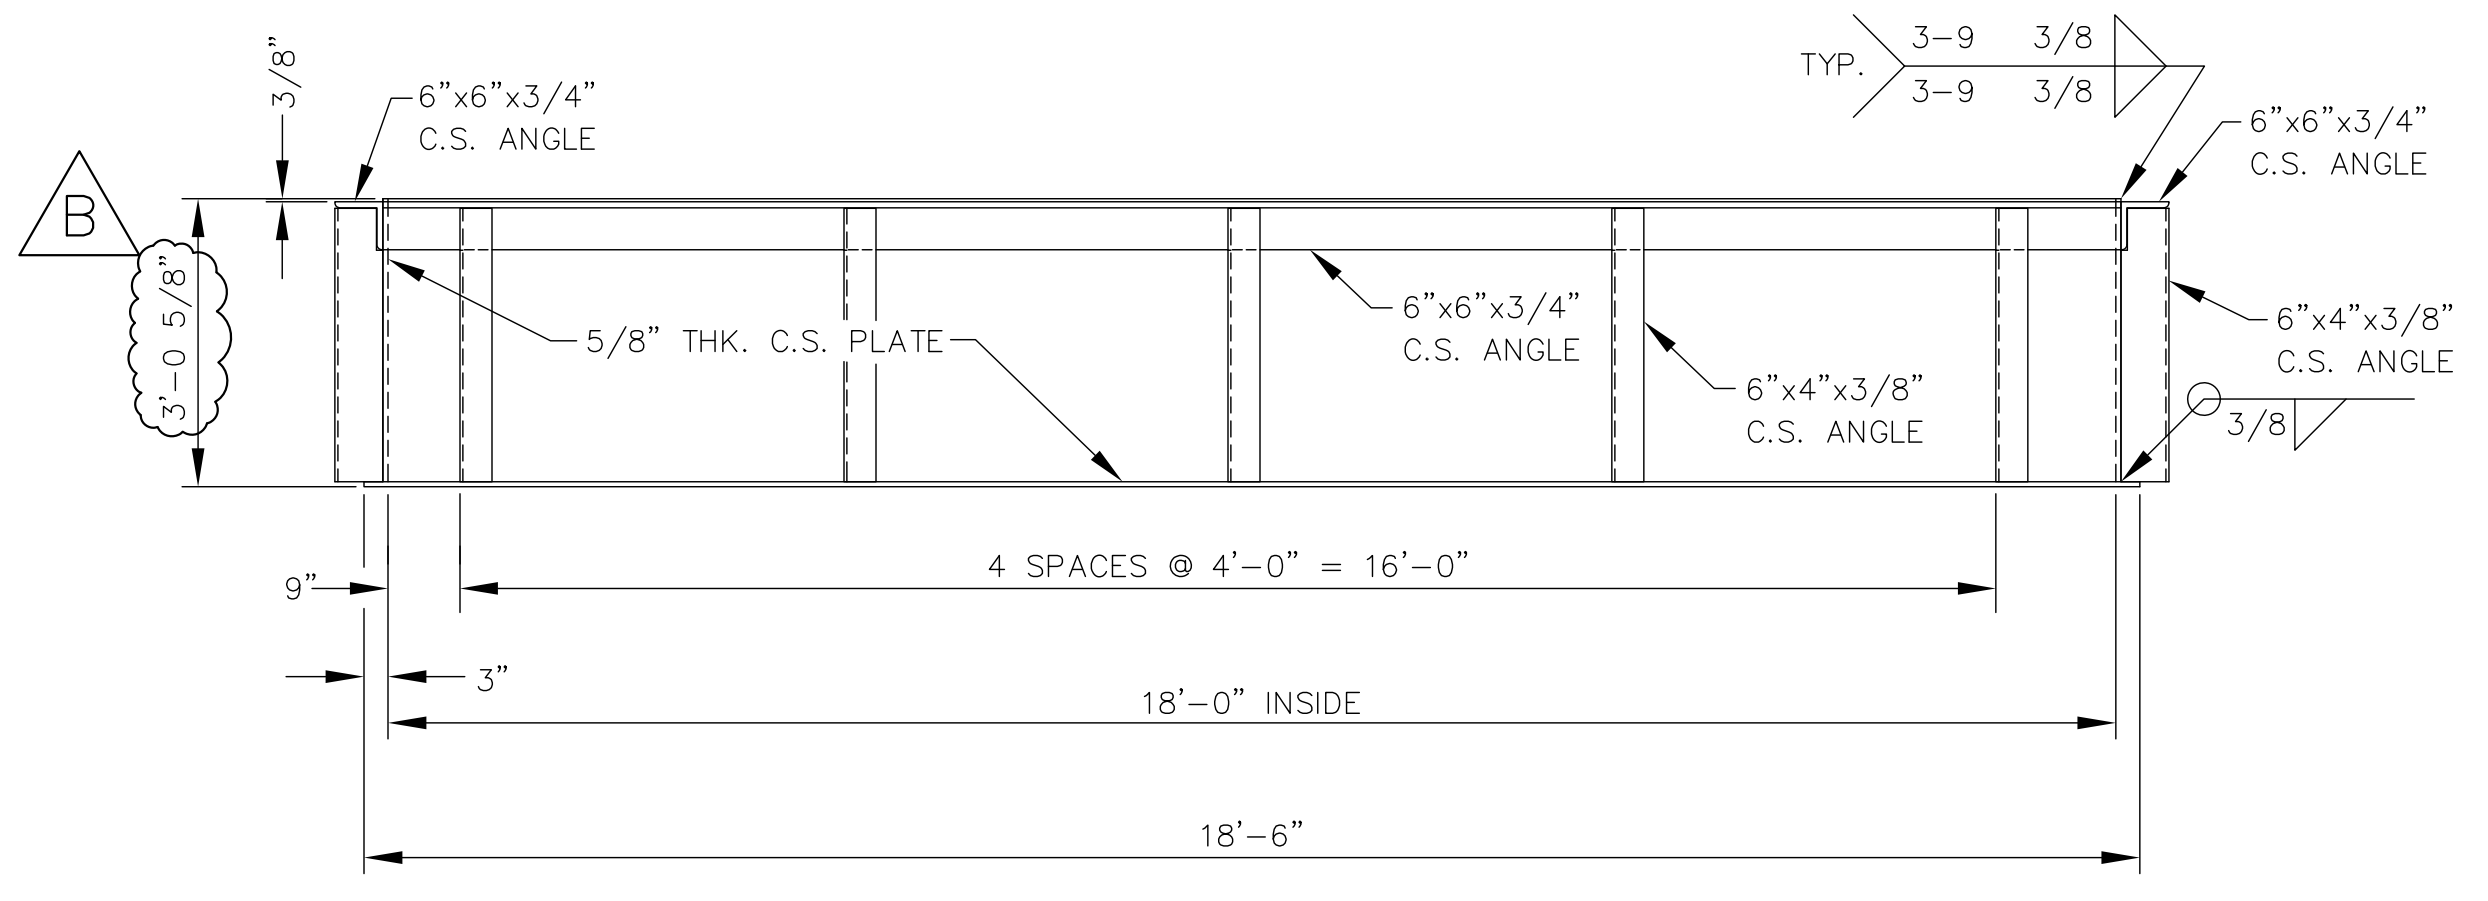 3/8”
6”x6”x3/4”
C.S. ANGLE
TYP.
3-9 3/8
3-9 3/8
6”x6”x3/4”
C.S. ANGLE
B
3’-0 5/8”
5/8” THK. C.S. PLATE
6”x6”x3/4”
C.S. ANGLE
6”x4”x3/8”
C.S. ANGLE
6”x4”x3/8”
C.S. ANGLE
3/8
9”
4 SPACES @ 4’-0” = 16’-0”
3”
18’-0” INSIDE
18’-6”